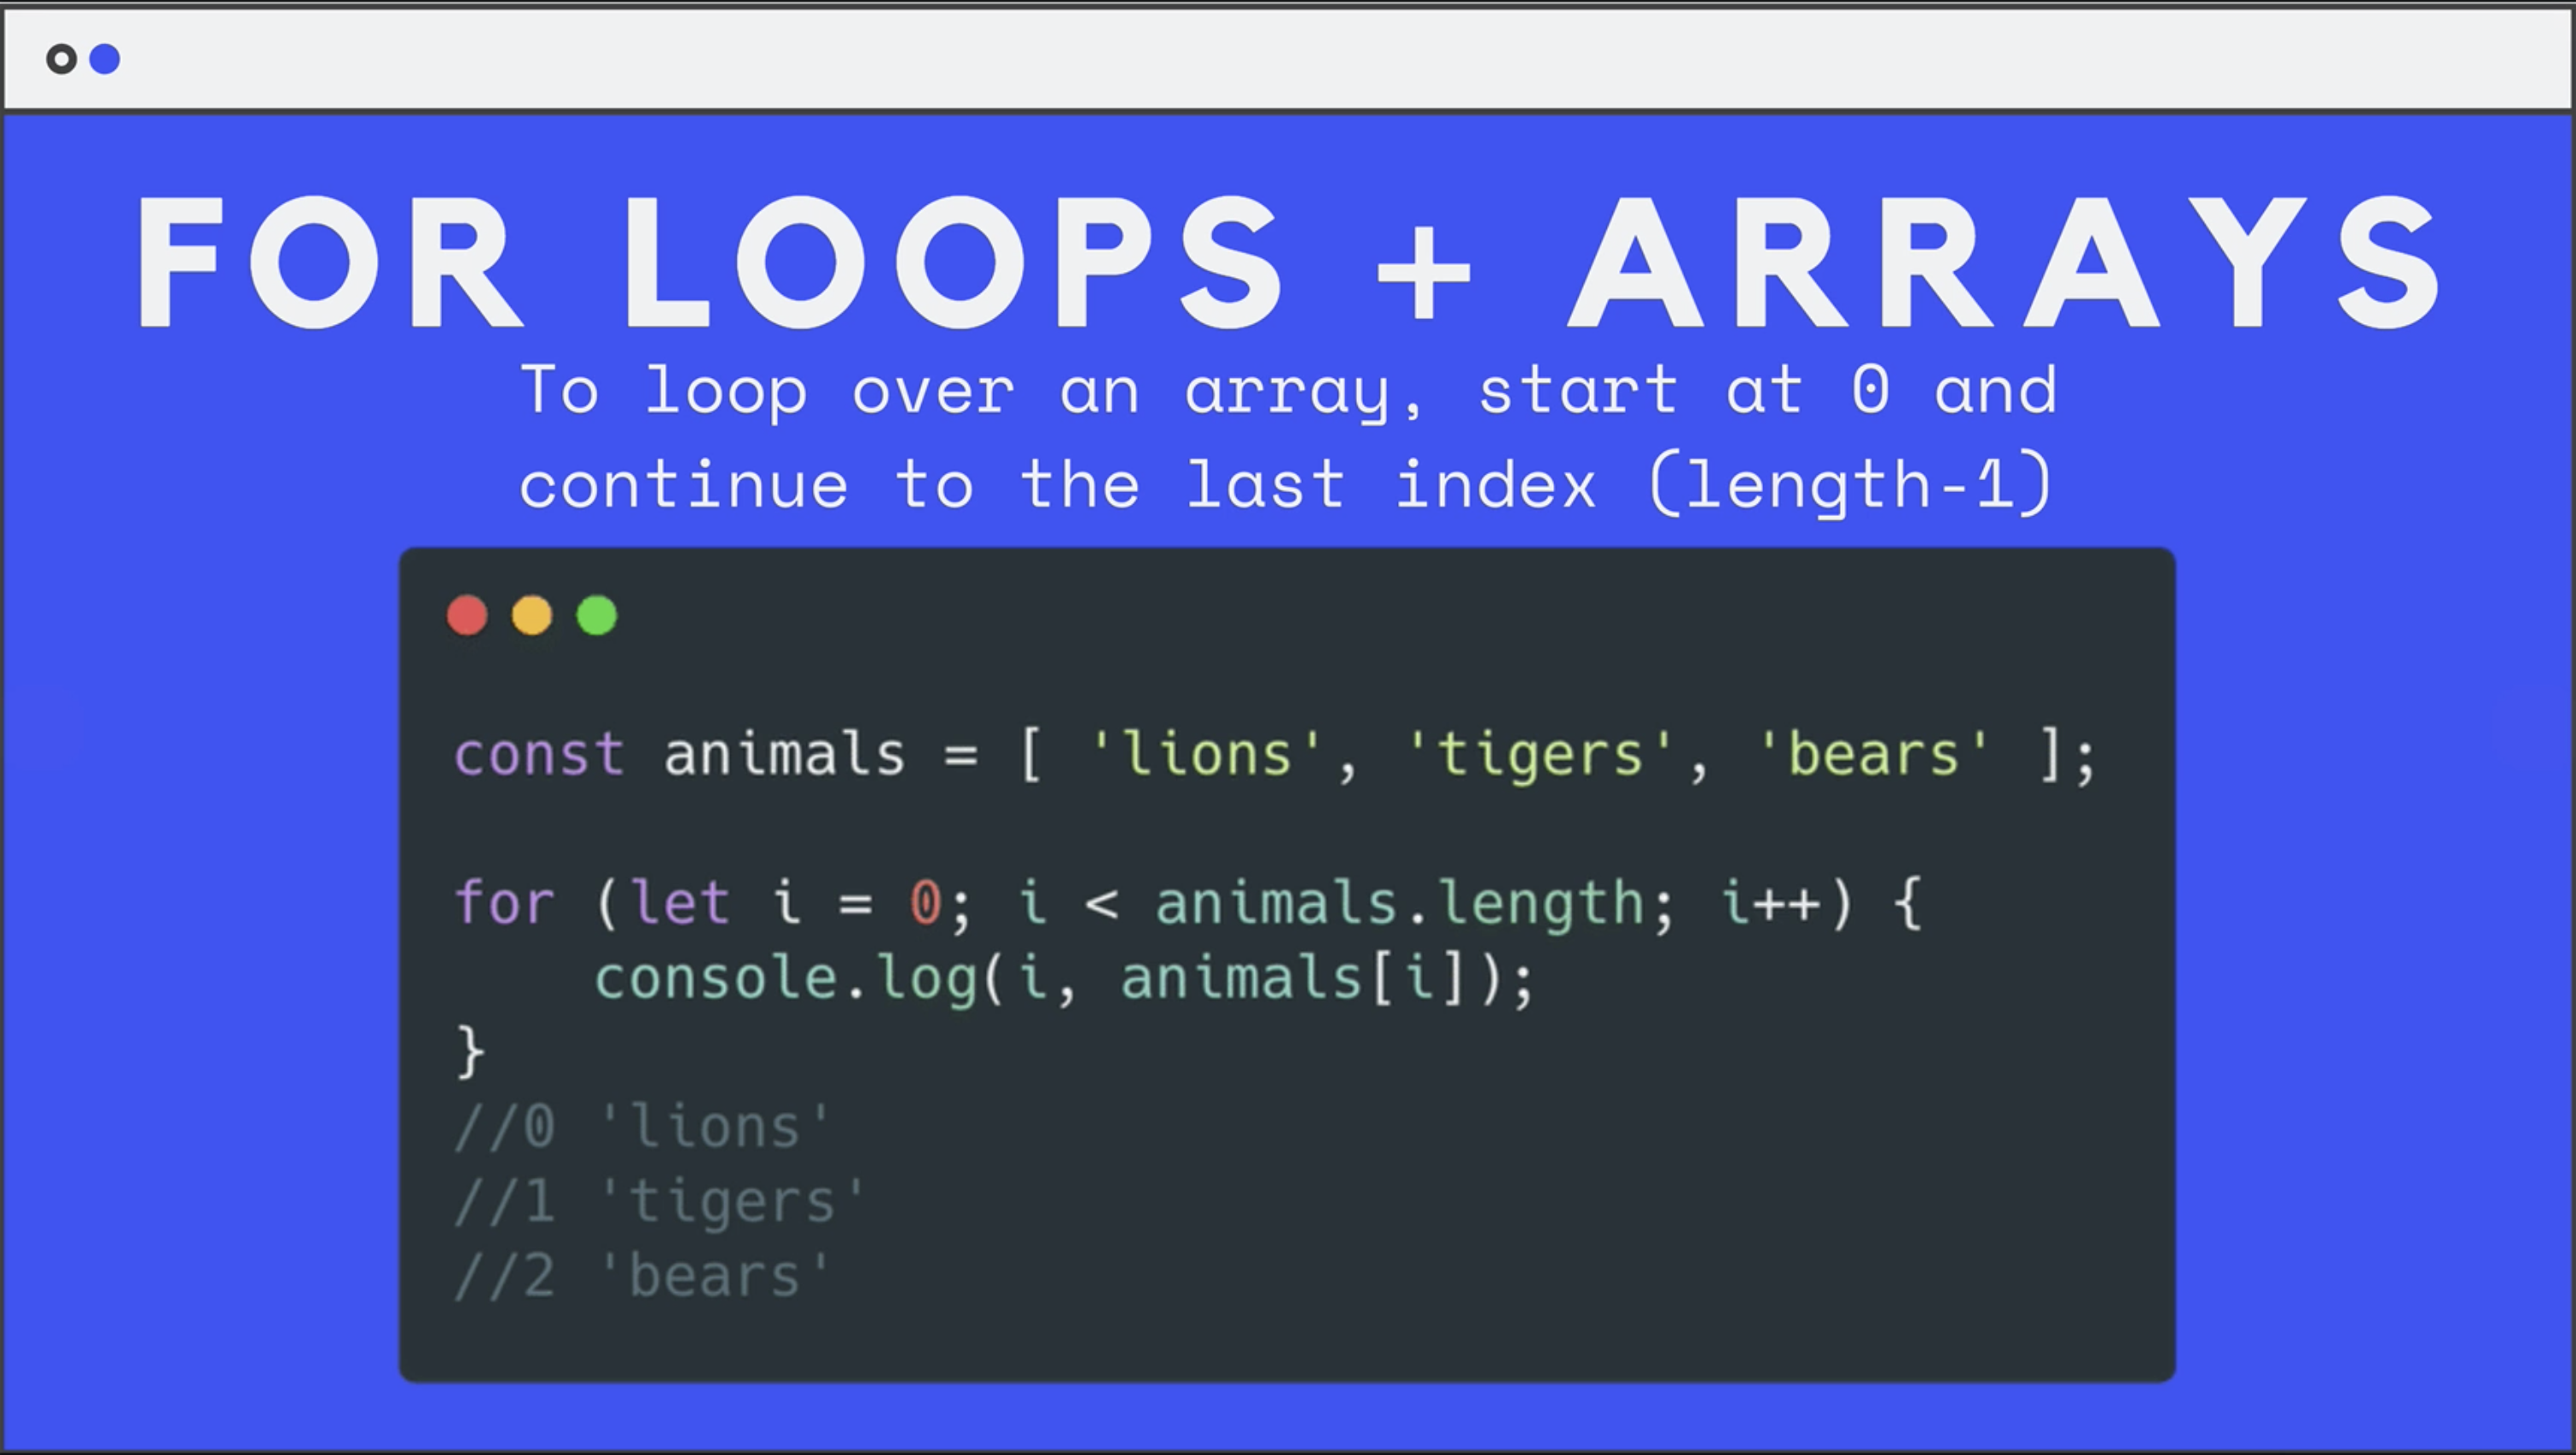 FOR LOOPS + ARRAYS
To loop over an array, start at 0 and
continue to the last index (length-1)
const animals = [ 'lions', 'tigers', 'bears' ];
for (let i = 0; i < animals.length; i++) {
    console.log(i, animals[i]);
}
//0 'lions'
//1 'tigers'
//2 'bears'